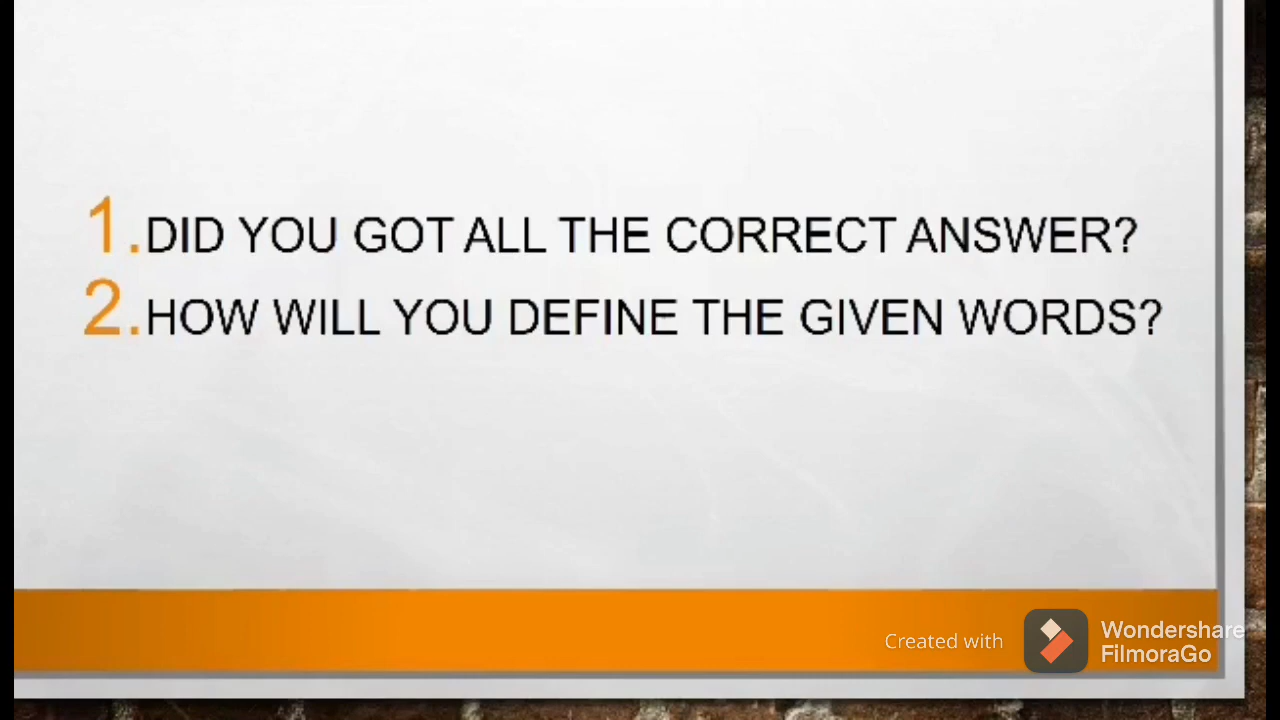 1.DID YOU GOT ALL THE CORRECT ANSWER?
2.HOW WILL YOU DEFINE THE GIVEN WORDS?
Created with
Wondershare
FilmoraGo